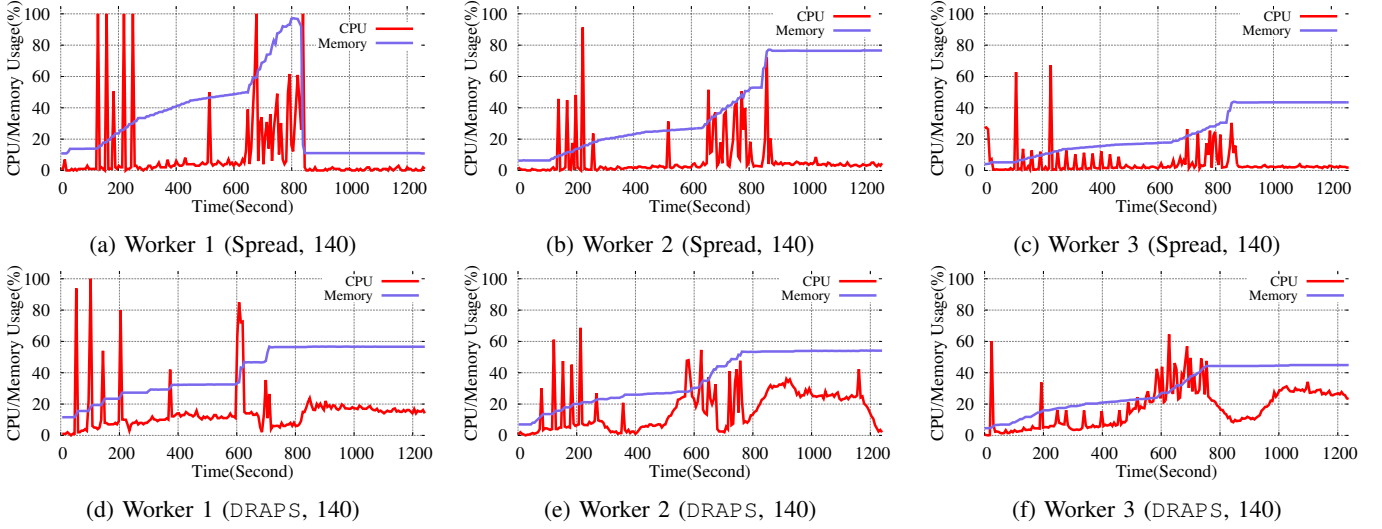 CPU/Memory Usage(%)
100
80
60
40
20
0
CPU
Memory
0 200 400 600 800 1000 1200
Time(Second)
(a) Worker 1 (Spread, 140)
CPU/Memory Usage(%)
100
80
60
40
20
0
CPU
Memory
0 200 400 600 800 1000 1200
Time(Second)
(b) Worker 2 (Spread, 140)
CPU/Memory Usage(%)
100
80
60
40
20
0
CPU
Memory
0 200 400 600 800 1000 1200
Time(Second)
(c) Worker 3 (Spread, 140)
CPU/Memory Usage(%)
100
80
60
40
20
0
CPU
Memory
0 200 400 600 800 1000 1200
Time(Second)
(d) Worker 1 (DRAPS, 140)
CPU/Memory Usage(%)
100
80
60
40
20
0
CPU
Memory
0 200 400 600 800 1000 1200
Time(Second)
(e) Worker 2 (DRAPS, 140)
CPU/Memory Usage(%)
100
80
60
40
20
0
CPU
Memory
0 200 400 600 800 1000 1200
Time(Second)
(f) Worker 3 (DRAPS, 140)